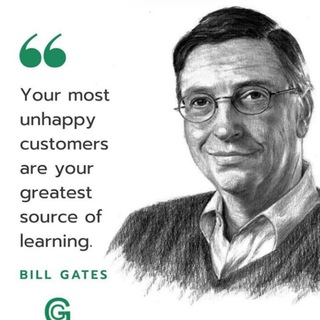 Your most
unhappy
customers
are your
greatest
source of
learning.
BILL GATES